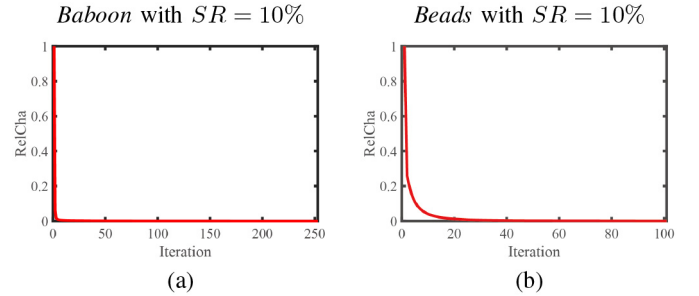 Baboon with SR = 10%
1
0.8
0.6
0.4
0.2
0
RelCha
0 50 100 150 200 250
Iteration
(a)
Beads with SR = 10%
1
0.8
0.6
0.4
0.2
0
RelCha
0 20 40 60 80 100
Iteration
(b)